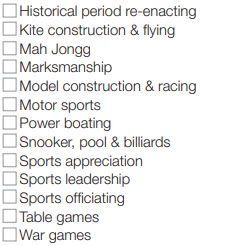 Historical period re-enacting
Kite construction & flying
Mah Jongg
Marksmanship
Model construction & racing
Motor sports
Power boating
Snooker, pool & billiards
Sports appreciation
Sports leadership
Sports officiating
Table games
War games